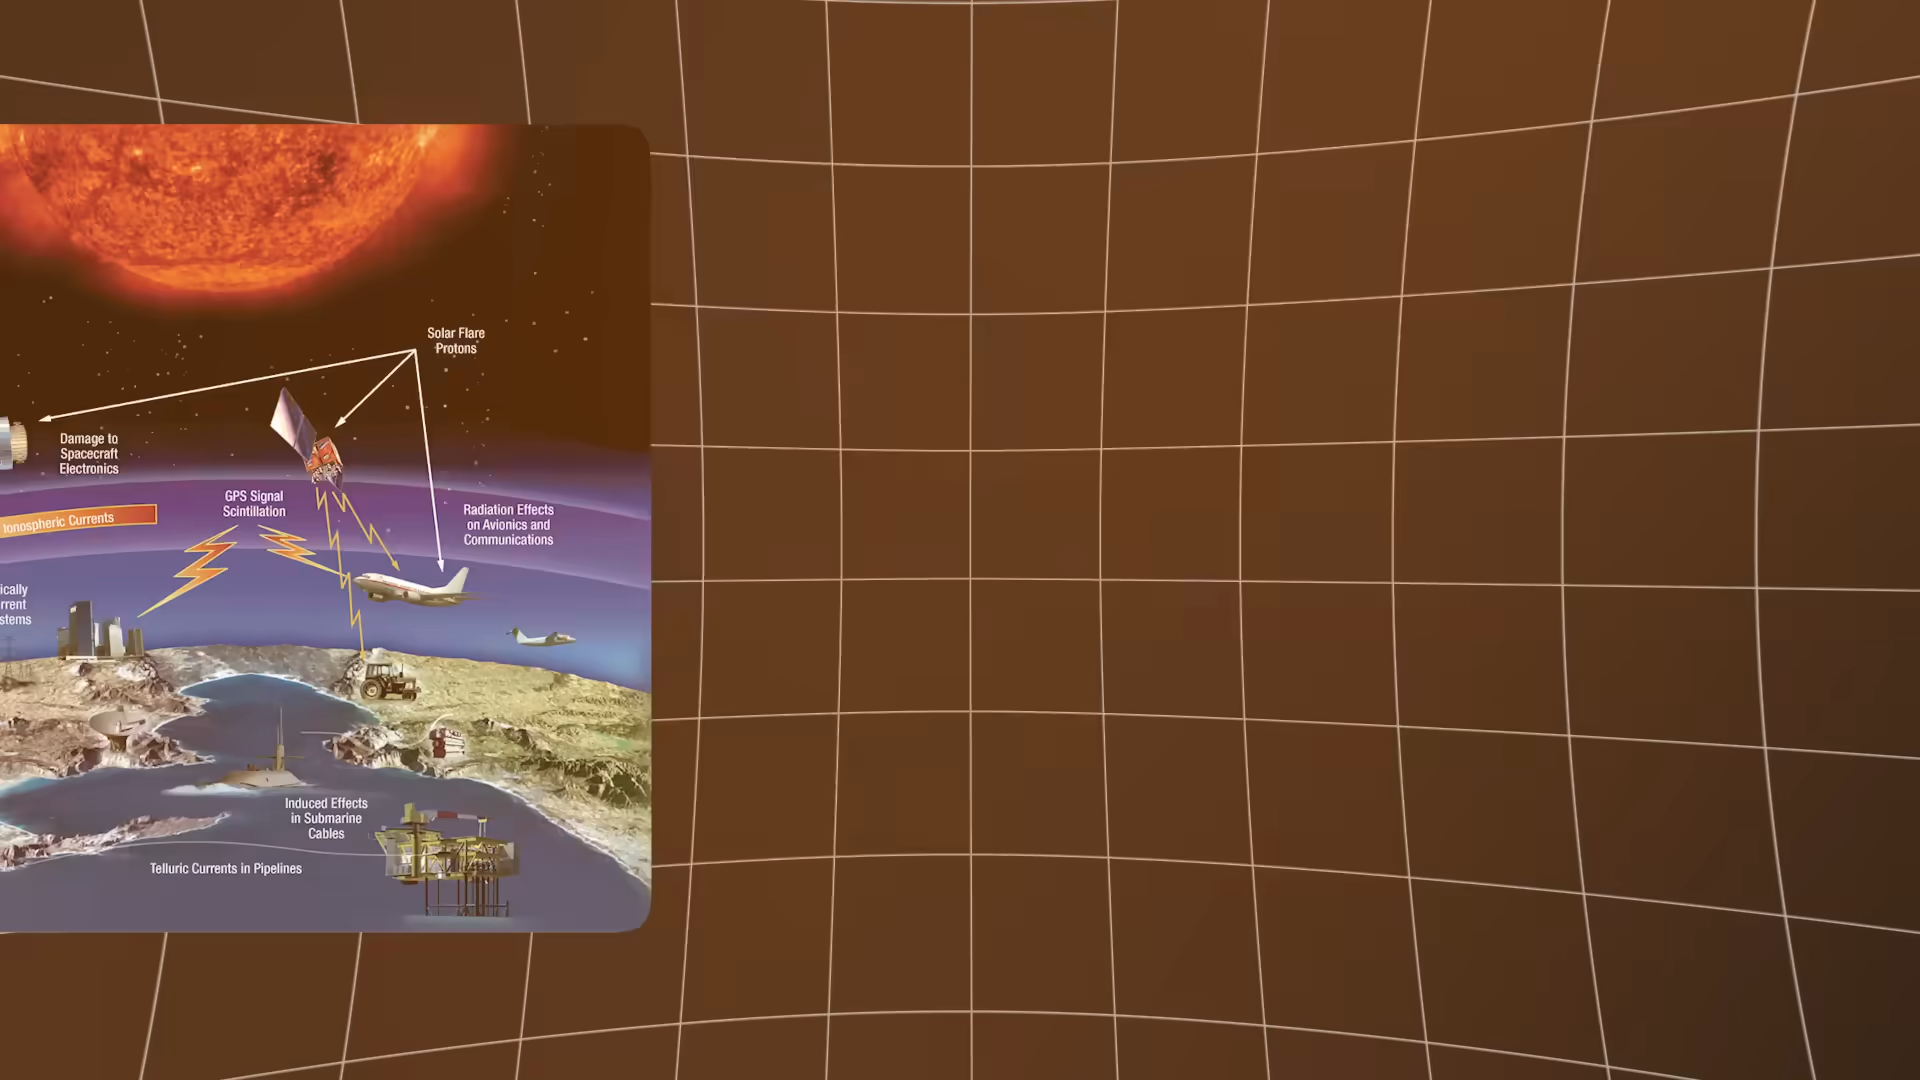 Solar Flare
Protons
Damage to
Spacecraft
Electronics
GPS Signal
Scintillation
Ionospheric Currents
Radiation Effects
on Avionics and
Communications
ically
rrent
stems
Induced Effects
in Submarine
Cables
Telluric Currents in Pipelines